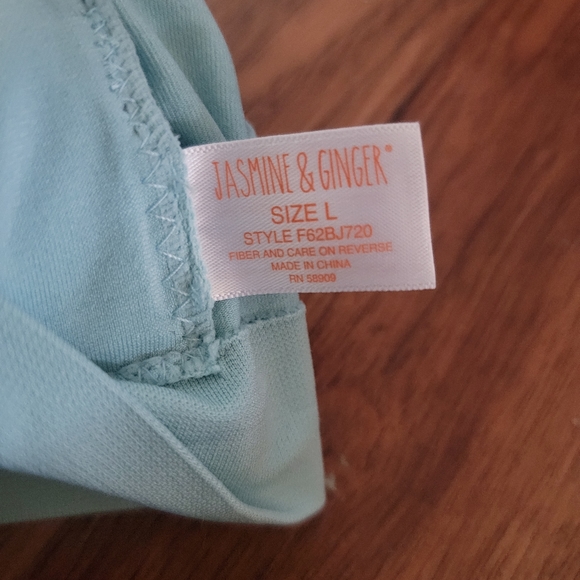 JASMINE & GINGER®
SIZE L
STYLE F62BJ720
FIBER AND CARE ON REVERSE
MADE IN CHINA
RN 58909